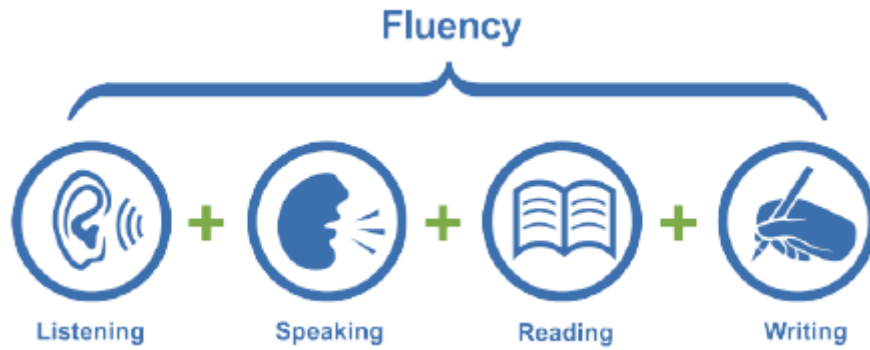 Fluency
Listening + Speaking + Reading + Writing